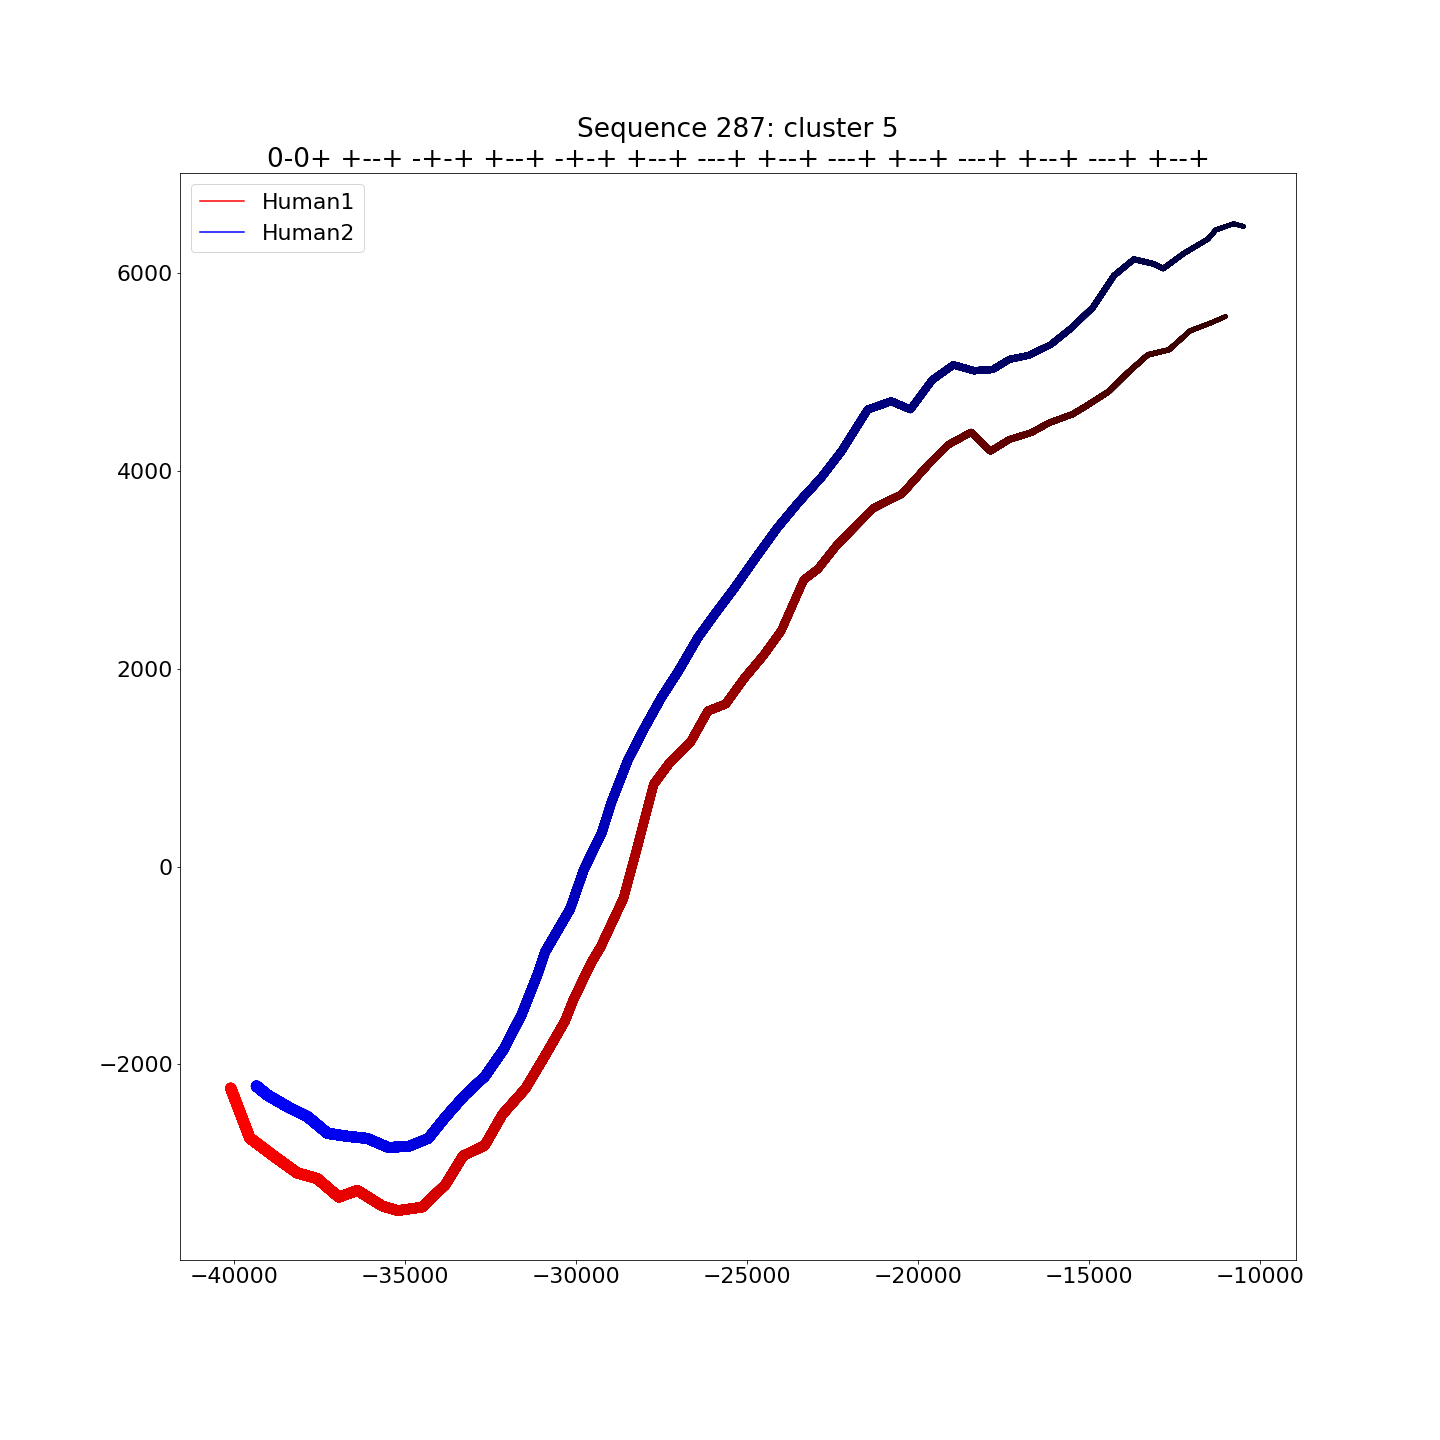 Sequence 287: cluster 5
0-0+ +--+ -+-+ +--+ -+-+ +--+ ---+ +--+ ---+ +--+ ---+ +--+ ---+ +--+
Human1
Human2
6000
4000
2000
0
−2000
−40000 −35000 −30000 −25000 −20000 −15000 −10000